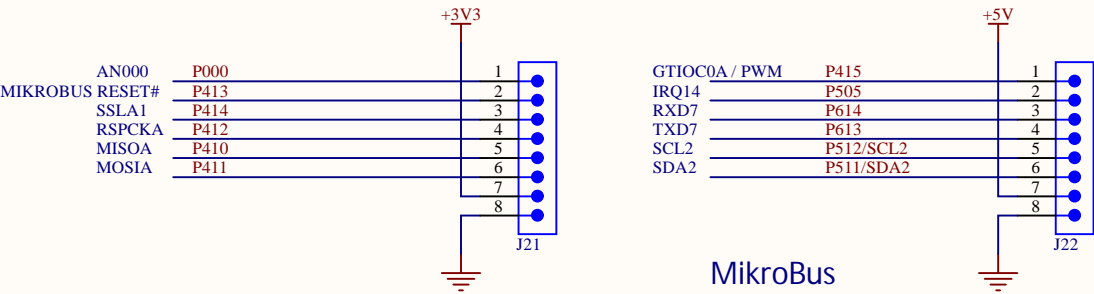 +3V3
AN000 P000 1
MIKROBUS RESET# P413 2
SSLA1 P414 3
RSPCKA P412 4
MISOA P410 5
MOSIA P411 6
7
8
J21
+5V
GTIOC0A / PWM P415 1
IRQ14 P505 2
RXD7 P614 3
TXD7 P613 4
SCL2 P512/SCL2 5
SDA2 P511/SDA2 6
7
8
J22
MikroBus